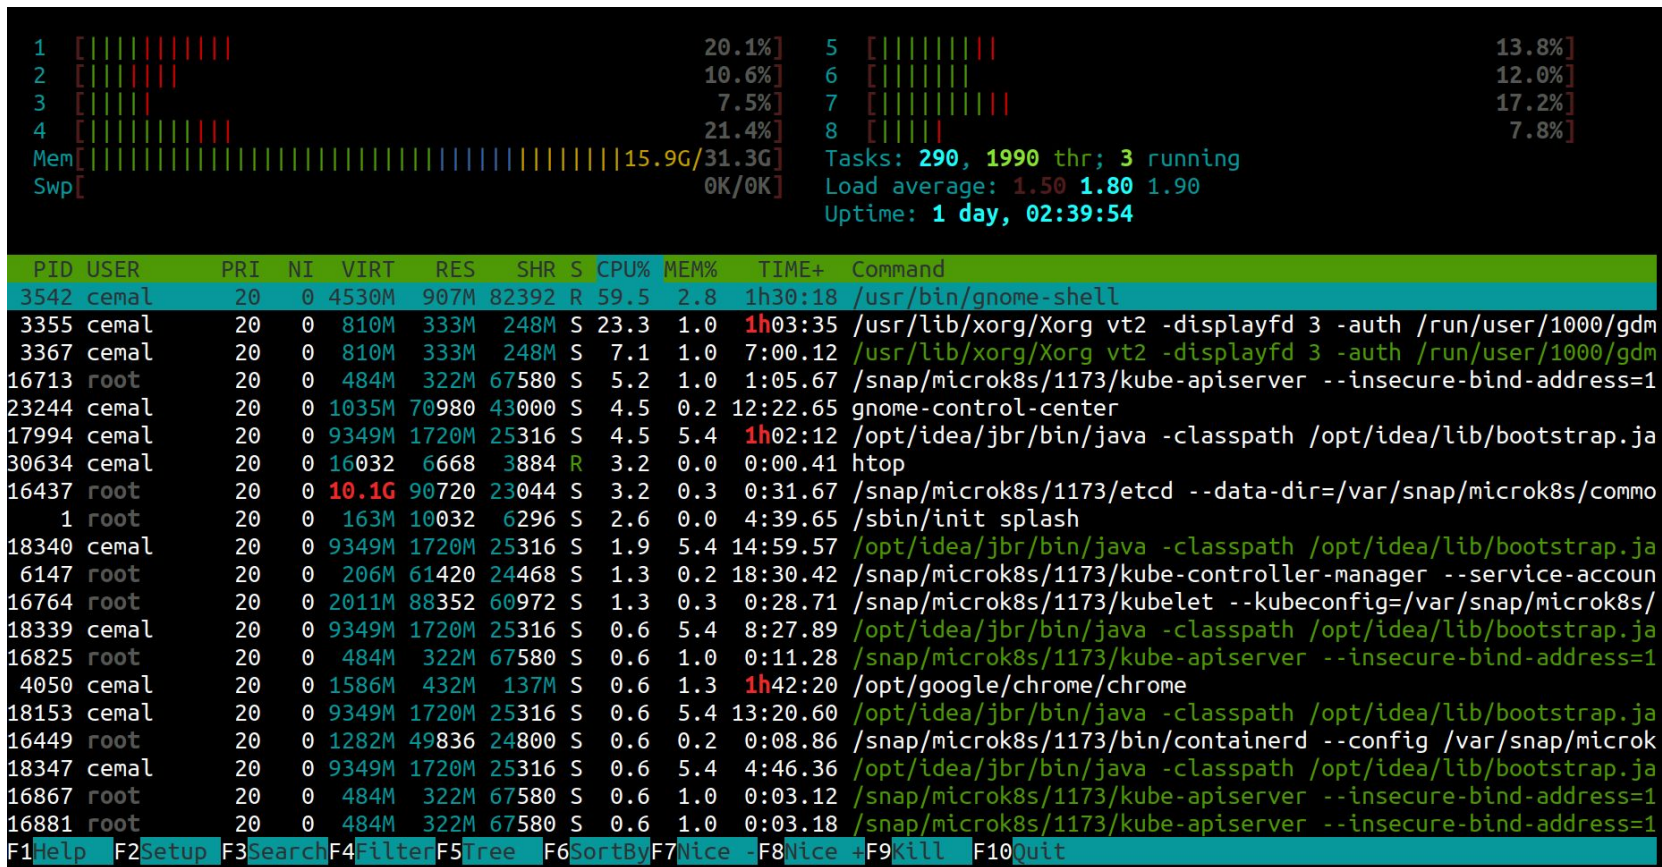 1 [||||||||||| 20.1%] 5 [||||||||| 13.8%]
2 [||||||| 10.6%] 6 [||||||| 12.0%]
3 [||||| 7.5%] 7 [|||||||||| 17.2%]
4 [||||||||||| 21.4%] 8 [||||| 7.8%]
Mem[||||||||||||||||||||||||||||||||||||||||15.9G/31.3G] Tasks: 290, 1990 thr; 3 running
Swp[ 0K/0K] Load average: 1.50 1.80 1.90
Uptime: 1 day, 02:39:54
PID USER PRI NI VIRT RES SHR S CPU% MEM% TIME+ Command
3542 cemal 20 0 4530M 907M 82392 R 59.5 2.8 1h30:18 /usr/bin/gnome-shell
3355 cemal 20 0 810M 333M 248M S 23.3 1.0 1h03:35 /usr/lib/xorg/Xorg vt2 -displayfd 3 -auth /run/user/1000/gdm
3367 cemal 20 0 810M 333M 248M S 7.1 1.0 7:00.12 /usr/lib/xorg/Xorg vt2 -displayfd 3 -auth /run/user/1000/gdm
16713 root 20 0 484M 322M 67580 S 5.2 1.0 1:05.67 /snap/microk8s/1173/kube-apiserver --insecure-bind-address=1
23244 cemal 20 0 1035M 70980 43000 S 4.5 0.2 12:22.65 gnome-control-center
17994 cemal 20 0 9349M 1720M 25316 S 4.5 5.4 1h02:12 /opt/idea/jbr/bin/java -classpath /opt/idea/lib/bootstrap.ja
30634 cemal 20 0 16032 6668 3884 R 3.2 0.0 0:00.41 htop
16437 root 20 0 10.1G 90720 23044 S 3.2 0.3 0:31.67 /snap/microk8s/1173/etcd --data-dir=/var/snap/microk8s/commo
1 root 20 0 163M 10032 6296 S 2.6 0.0 4:39.65 /sbin/init splash
18340 cemal 20 0 9349M 1720M 25316 S 1.9 5.4 14:59.57 /opt/idea/jbr/bin/java -classpath /opt/idea/lib/bootstrap.ja
6147 root 20 0 206M 61420 24468 S 1.3 0.2 18:30.42 /snap/microk8s/1173/kube-controller-manager --service-accoun
16764 root 20 0 2011M 88352 60972 S 1.3 0.3 0:28.71 /snap/microk8s/1173/kubelet --kubeconfig=/var/snap/microk8s/
18339 cemal 20 0 9349M 1720M 25316 S 0.6 5.4 8:27.89 /opt/idea/jbr/bin/java -classpath /opt/idea/lib/bootstrap.ja
16825 root 20 0 484M 322M 67580 S 0.6 1.0 0:11.28 /snap/microk8s/1173/kube-apiserver --insecure-bind-address=1
4050 cemal 20 0 1586M 432M 137M S 0.6 1.3 1h42:20 /opt/google/chrome/chrome
18153 cemal 20 0 9349M 1720M 25316 S 0.6 5.4 13:20.60 /opt/idea/jbr/bin/java -classpath /opt/idea/lib/bootstrap.ja
16449 root 20 0 1282M 49836 24800 S 0.6 0.2 0:08.86 /snap/microk8s/1173/bin/containerd --config /var/snap/microk
18347 cemal 20 0 9349M 1720M 25316 S 0.6 5.4 4:46.36 /opt/idea/jbr/bin/java -classpath /opt/idea/lib/bootstrap.ja
16867 root 20 0 484M 322M 67580 S 0.6 1.0 0:03.12 /snap/microk8s/1173/kube-apiserver --insecure-bind-address=1
16881 root 20 0 484M 322M 67580 S 0.6 1.0 0:03.18 /snap/microk8s/1173/kube-apiserver --insecure-bind-address=1
F1Help F2Setup F3SearchF4FilterF5Tree F6SortByF7Nice -F8Nice +F9Kill F10Quit